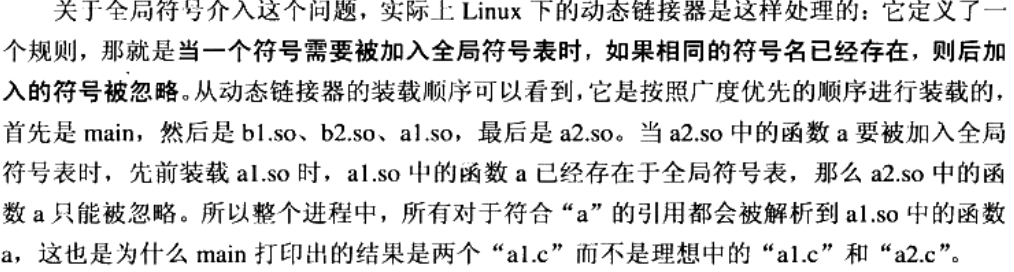 关于全局符号介入这个问题，实际上 Linux 下的动态链接器是这样处理的：它定义了一
个规则，那就是当一个符号需要被加入全局符号表时，如果相同的符号名已经存在，则后加
入的符号被忽略。从动态链接器的装载顺序可以看到，它是按照广度优先的顺序进行装载的，
首先是 main，然后是 b1.so、b2.so、a1.so，最后是 a2.so。当 a2.so 中的函数 a 要被加入全局
符号表时，先前装载 a1.so 时，a1.so 中的函数 a 已经存在于全局符号表，那么 a2.so 中的函
数 a 只能被忽略。所以整个进程中，所有对于符合“a”的引用都会被解析到 a1.so 中的函数
a，这也是为什么 main 打印出的结果是两个“a1.c”而不是理想中的“a1.c”和“a2.c”。